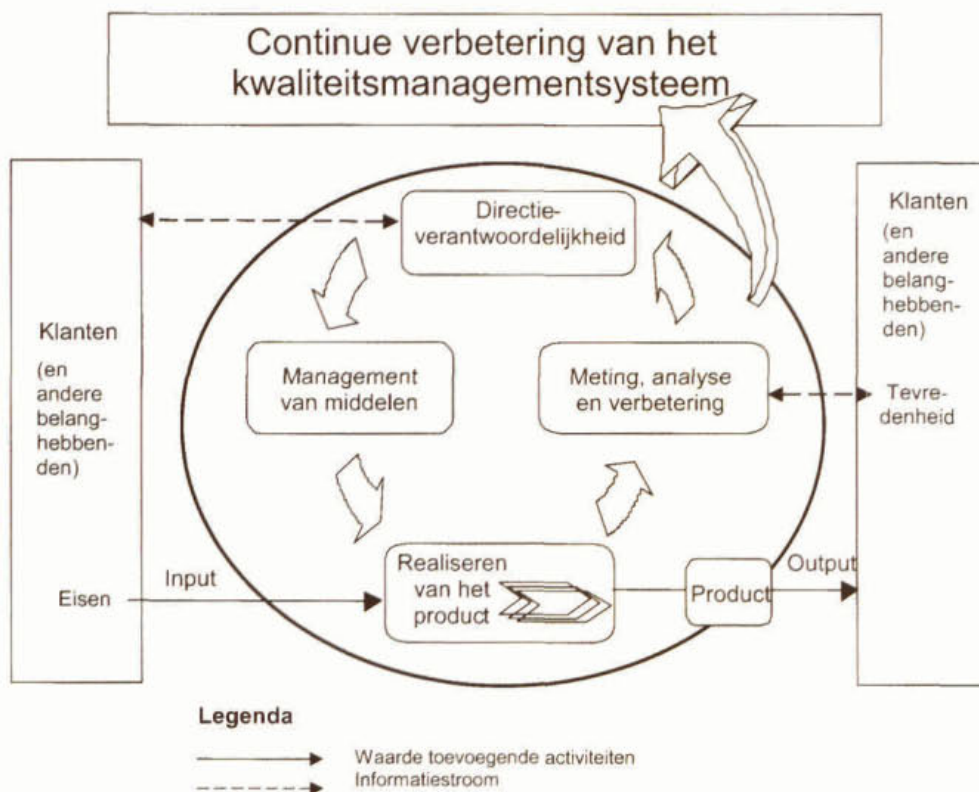 Continue verbetering van het
kwaliteitsmanagementsysteem
Klanten
(en
andere
belang-
hebben-
den)
Eisen
Input
Directie-
verantwoordelijkheid
Management
van middelen
Meting, analyse
en verbetering
Realiseren
van het
product
Product
Output
Klanten
(en
andere
belang-
hebben-
den)
Tevre-
denheid
Legenda
Waarde toevoegende activiteiten
Informatiestroom